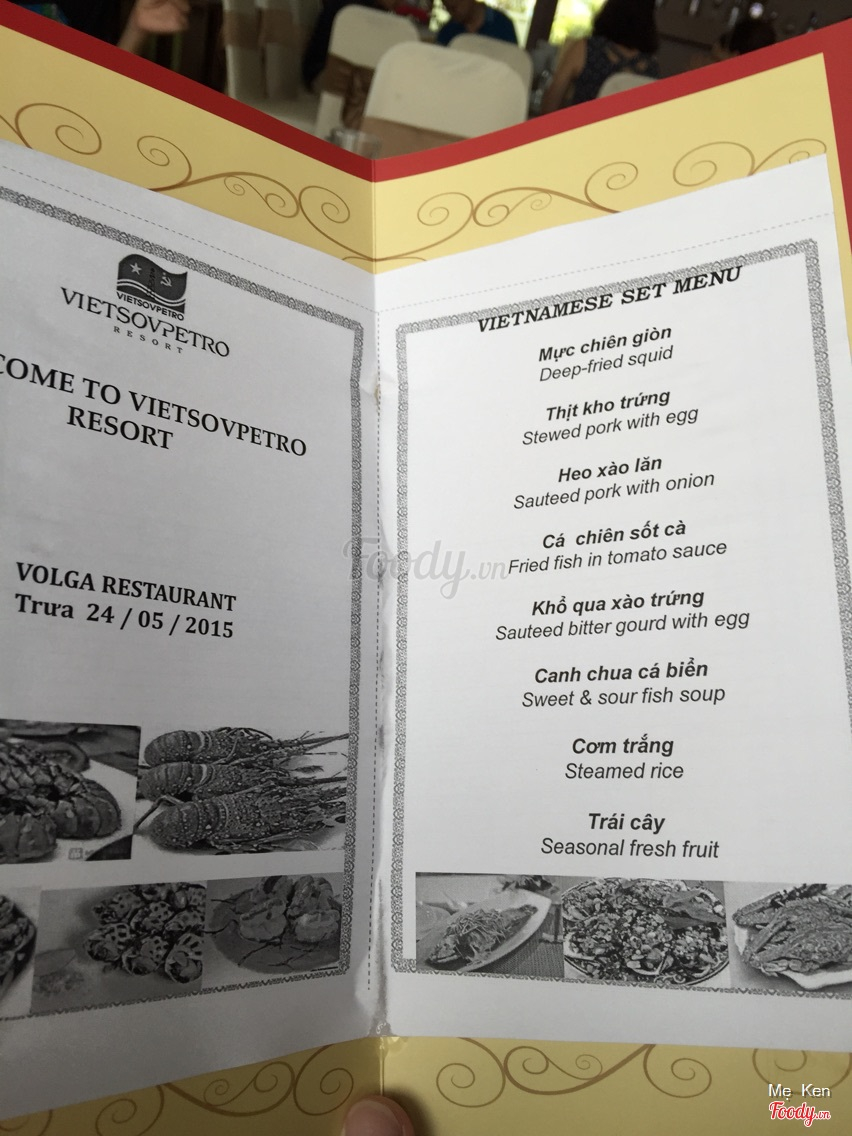 VIETSOVPETRO
VIETSOVPETRO
RESORT
COME TO VIETSOVPETRO
RESORT
VOLGA RESTAURANT
Trưa 24 / 05 / 2015
VIETNAMESE SET MENU
Mực chiên giòn
Deep-fried squid
Thịt kho trứng
Stewed pork with egg
Heo xào lăn
Sauteed pork with onion
Cá chiên sốt cà
Fried fish in tomato sauce
Khổ qua xào trứng
Sauteed bitter gourd with egg
Canh chua cá biển
Sweet & sour fish soup
Cơm trắng
Steamed rice
Trái cây
Seasonal fresh fruit
Foody.vn
Mẹ Ken
Foody.vn